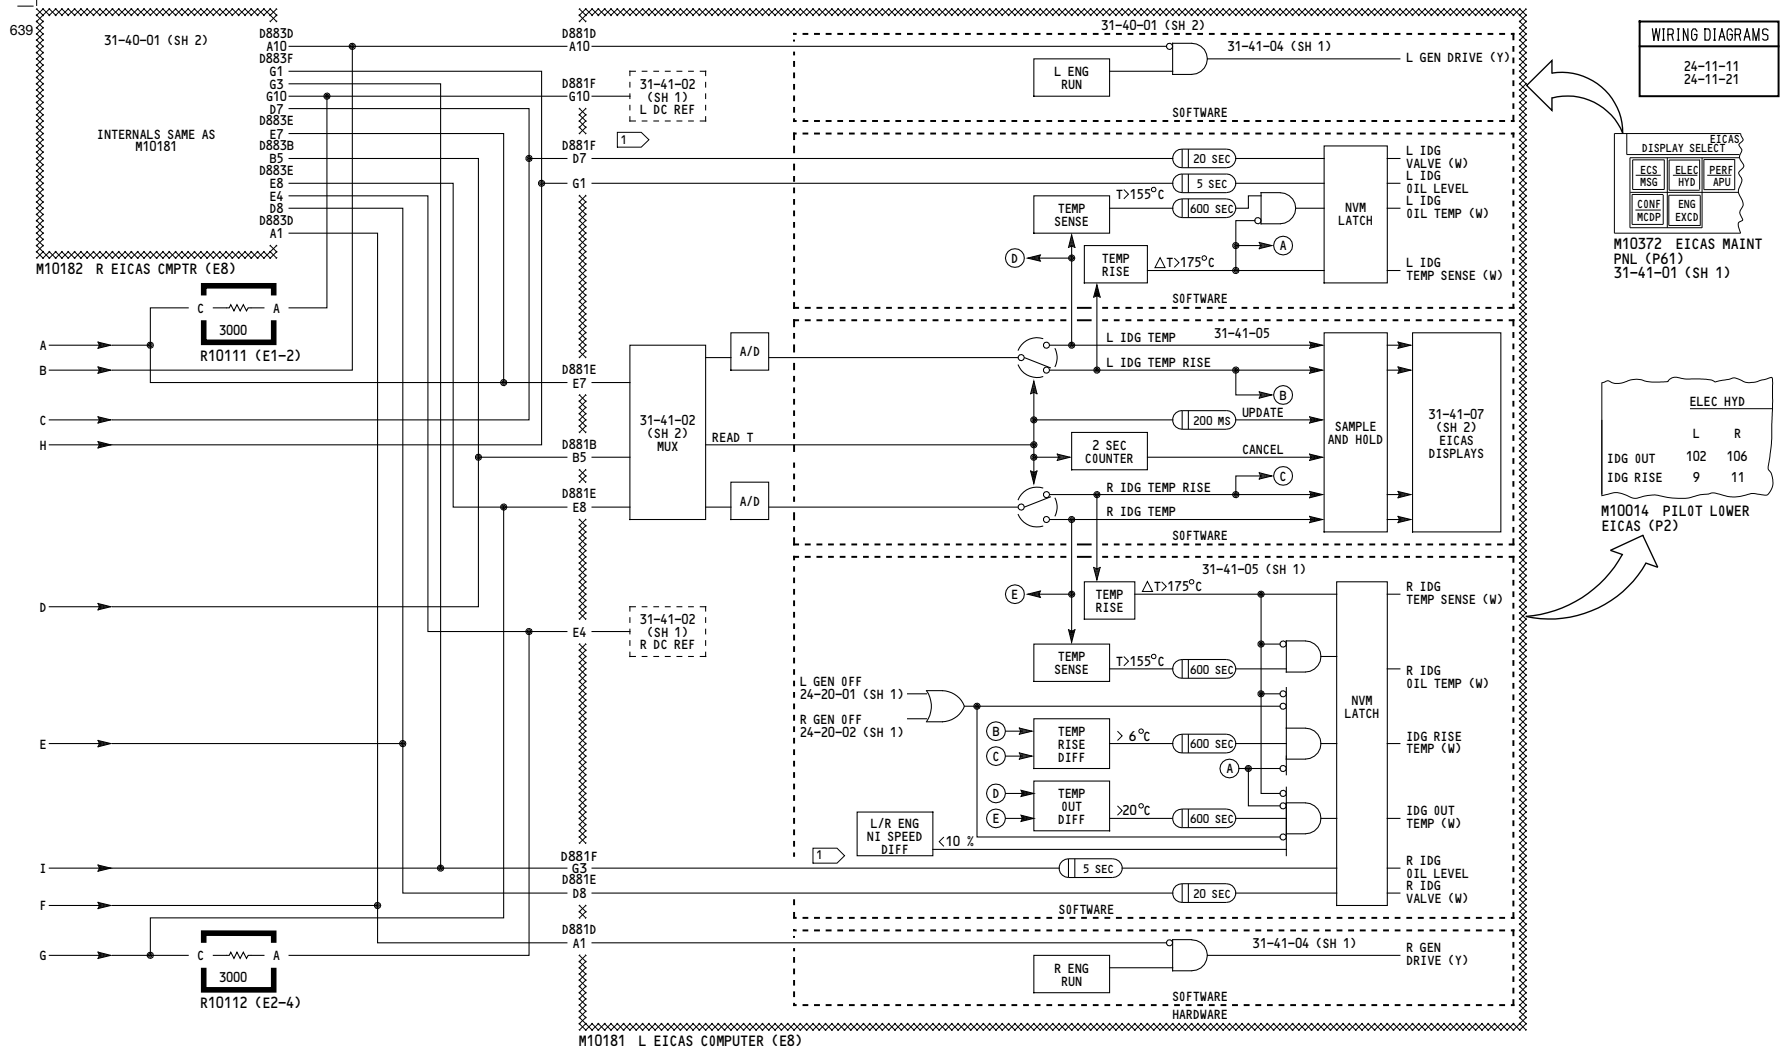 639
31-40-01 (SH 2)
INTERNALS SAME AS
M10181
D883D
A10
D883F
G1
G3
G10
D7
D883E
E7
D883B
B5
D883E
E8
E4
D8
D883D
A1
M10182 R EICAS CMPTR (E8)
C
A
3000
R10111 (E1-2)
A
B
C
H
D
E
I
F
G
C
A
3000
R10112 (E2-4)
D881D
A10
D881F
G10
D881F
D7
G1
D881E
E7
D881B
B5
D881E
E8
E4
D881F
G3
D881E
D8
D881D
A1
31-41-02
(SH 1)
L DC REF
1
31-41-02
(SH 2)
MUX
31-41-02
(SH 1)
R DC REF
A/D
READ T
A/D
31-40-01 (SH 2)
31-41-04 (SH 1)
L GEN DRIVE (Y)
L ENG
RUN
SOFTWARE
20 SEC
5 SEC
TEMP
SENSE
T>155°C
600 SEC
A
D
TEMP
RISE
△T>175°C
NVM
LATCH
L IDG
VALVE (W)
L IDG
OIL LEVEL
L IDG
OIL TEMP (W)
L IDG
TEMP SENSE (W)
SOFTWARE
31-41-05
L IDG TEMP
L IDG TEMP RISE
B
200 MS
UPDATE
2 SEC
COUNTER
CANCEL
C
R IDG TEMP RISE
R IDG TEMP
SAMPLE
AND HOLD
31-41-07
(SH 2)
EICAS
DISPLAYS
SOFTWARE
31-41-05 (SH 1)
E
TEMP
RISE
△T>175°C
TEMP
SENSE
T>155°C
600 SEC
L GEN OFF
24-20-01 (SH 1)
R GEN OFF
24-20-02 (SH 1)
B
C
TEMP
RISE
DIFF
> 6°C
600 SEC
A
D
E
TEMP
OUT
DIFF
>20°C
600 SEC
L/R ENG
NI SPEED
DIFF
<10 %
1
5 SEC
20 SEC
NVM
LATCH
R IDG
TEMP SENSE (W)
R IDG
OIL TEMP (W)
IDG RISE
TEMP (W)
IDG OUT
TEMP (W)
R IDG
OIL LEVEL
R IDG
VALVE (W)
SOFTWARE
31-41-04 (SH 1)
R GEN
DRIVE (Y)
R ENG
RUN
SOFTWARE
HARDWARE
M10181 L EICAS COMPUTER (E8)
WIRING DIAGRAMS
24-11-11
24-11-21
EICAS
DISPLAY SELECT
ECS
MSG
ELEC
HYD
PERF
APU
CONF
MCDP
ENG
EXCD
M10372 EICAS MAINT
PNL (P61)
31-41-01 (SH 1)
ELEC HYD
L R
IDG OUT 102 106
IDG RISE 9 11
M10014 PILOT LOWER
EICAS (P2)